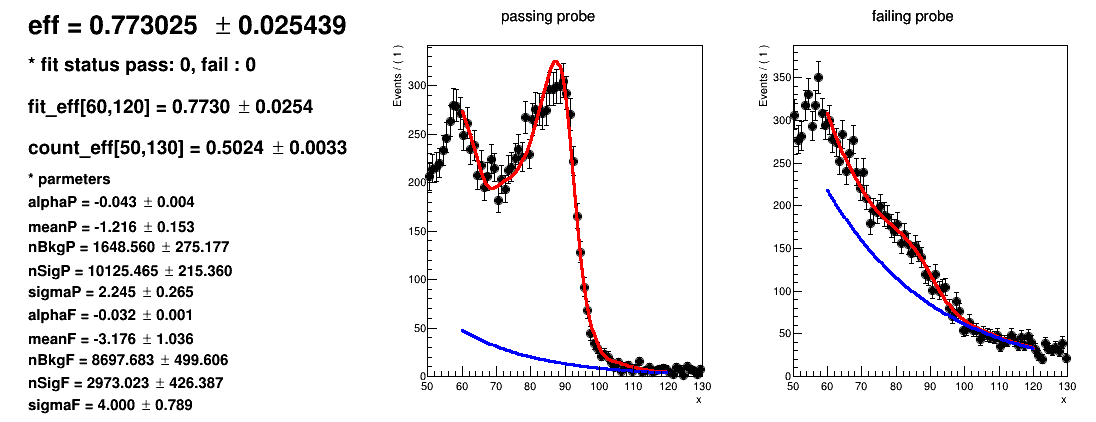 eff = 0.773025 ± 0.025439
* fit status pass: 0, fail : 0
fit_eff[60,120] = 0.7730 ± 0.0254
count_eff[50,130] = 0.5024 ± 0.0033
* parmeters
alphaP = -0.043 ± 0.004
meanP = -1.216 ± 0.153
nBkgP = 1648.560 ± 275.177
nSigP = 10125.465 ± 215.360
sigmaP = 2.245 ± 0.265
alphaF = -0.032 ± 0.001
meanF = -3.176 ± 1.036
nBkgF = 8697.683 ± 499.606
nSigF = 2973.023 ± 426.387
sigmaF = 4.000 ± 0.789
passing probe
Events / ( 1 )
300
250
200
150
100
50
0
50 60 70 80 90 100 110 120 130
x
failing probe
Events / ( 1 )
350
300
250
200
150
100
50
0
50 60 70 80 90 100 110 120 130
x